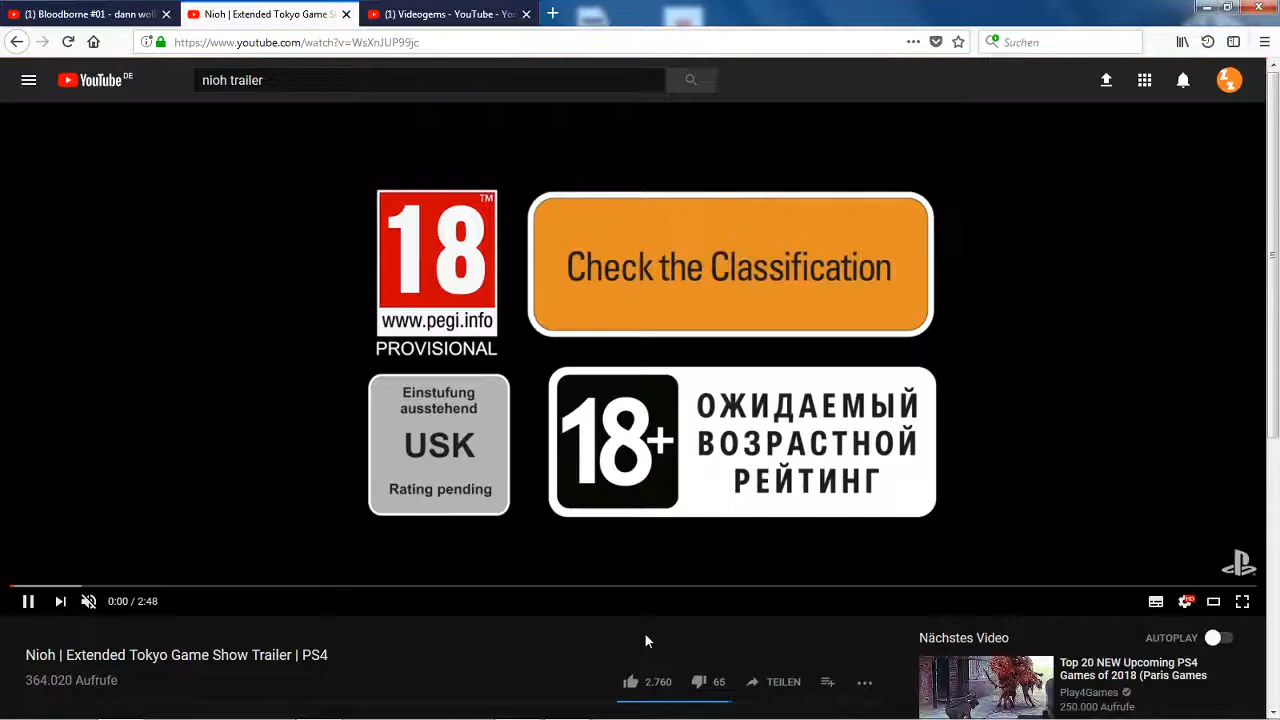 (1) Bloodborne #01 - dann wol
Nioh | Extended Tokyo Game S
(1) Videogems - YouTube - Yo
https://www.youtube.com/watch?v=WsXnJUP99jc
Suchen
YouTube DE
nioh trailer
18 ™
www.pegi.info
PROVISIONAL
Check the Classification
Einstufung
ausstehend
USK
Rating pending
18+
ОЖИДАЕМЫЙ
ВОЗРАСТНОЙ
РЕЙТИНГ
0:00 / 2:48
HD
Nioh | Extended Tokyo Game Show Trailer | PS4
364.020 Aufrufe
2.760
65
TEILEN
Nächstes Video
AUTOPLAY
Top 20 NEW Upcoming PS4
Games of 2018 (Paris Games
Play4Games
250.000 Aufrufe